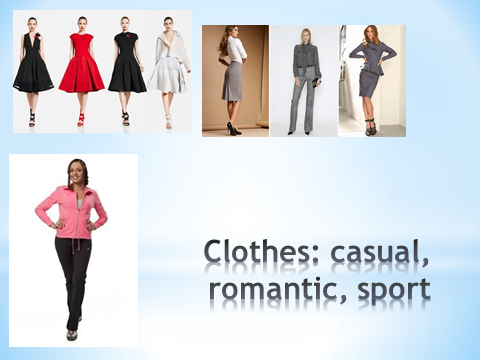 Clothes: casual,
romantic, sport